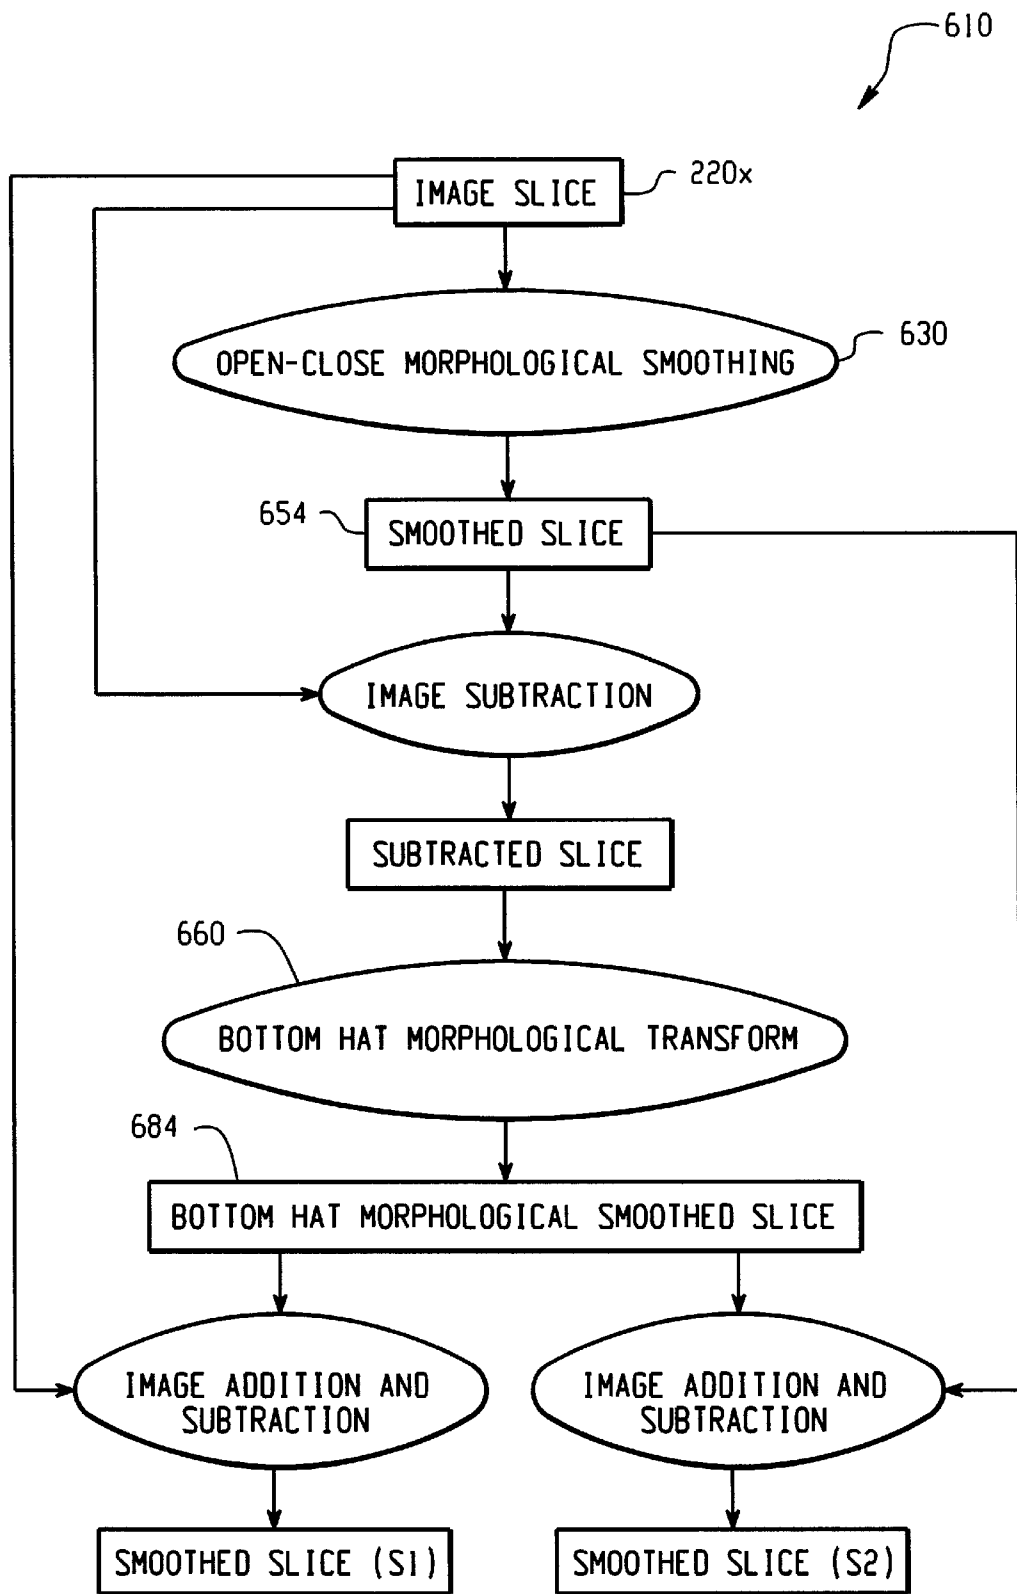 610
IMAGE SLICE
220x
OPEN-CLOSE MORPHOLOGICAL SMOOTHING
630
654
SMOOTHED SLICE
IMAGE SUBTRACTION
SUBTRACTED SLICE
660
BOTTOM HAT MORPHOLOGICAL TRANSFORM
684
BOTTOM HAT MORPHOLOGICAL SMOOTHED SLICE
IMAGE ADDITION AND
SUBTRACTION
IMAGE ADDITION AND
SUBTRACTION
SMOOTHED SLICE (S1)
SMOOTHED SLICE (S2)